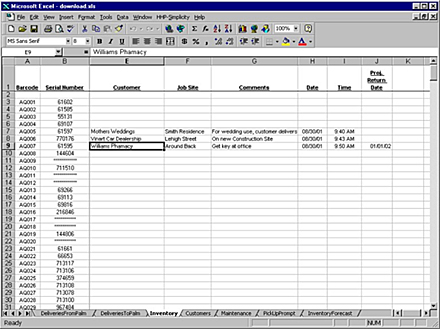 Microsoft Excel - download.xls
File Edit View Insert Format Tools Data Window HHP-Simplicity Help
100%
MS Sans Serif 8 B I U
E9 = Williams Phamacy
A B E F G H I J K
1 Barcode Serial Number Customer Job Site Comments Date Time Proj. Return Date
3 AQ001 61602
4 AQ002 61595
5 AQ003 55131
6 AQ004 69107
7 AQ005 61597 Mothers Weddings Smith Residence For wedding use, customer delivers 08/30/01 9:40 AM
8 AQ006 770176 Vinart Car Dealership Lehigh Street On new Construction Site 08/30/01 9:43 AM
9 AQ007 61595 Williams Phamacy Around Back Get key at office 08/30/01 9:50 AM 01/01/02
10 AQ008 144604
11 AQ009
12 AQ010 711510
13 AQ011
14 AQ012
15 AQ013 69266
16 AQ014 69113
17 AQ015 69816
18 AQ016 216846
19 AQ017
20 AQ018
21 AQ019 144806
22 AQ020
23 AQ021 61661
24 AQ022 66653
25 AQ023 713117
26 AQ024 713106
27 AQ025 374659
28 AQ026 713108
29 AQ027 713078
30 AQ028 713100
31 AQ029 967404
DeliveriesFromPalm DeliveriesToPalm Inventory Customers Maintenance PickUpPrompt InventoryForecast
Ready NUM